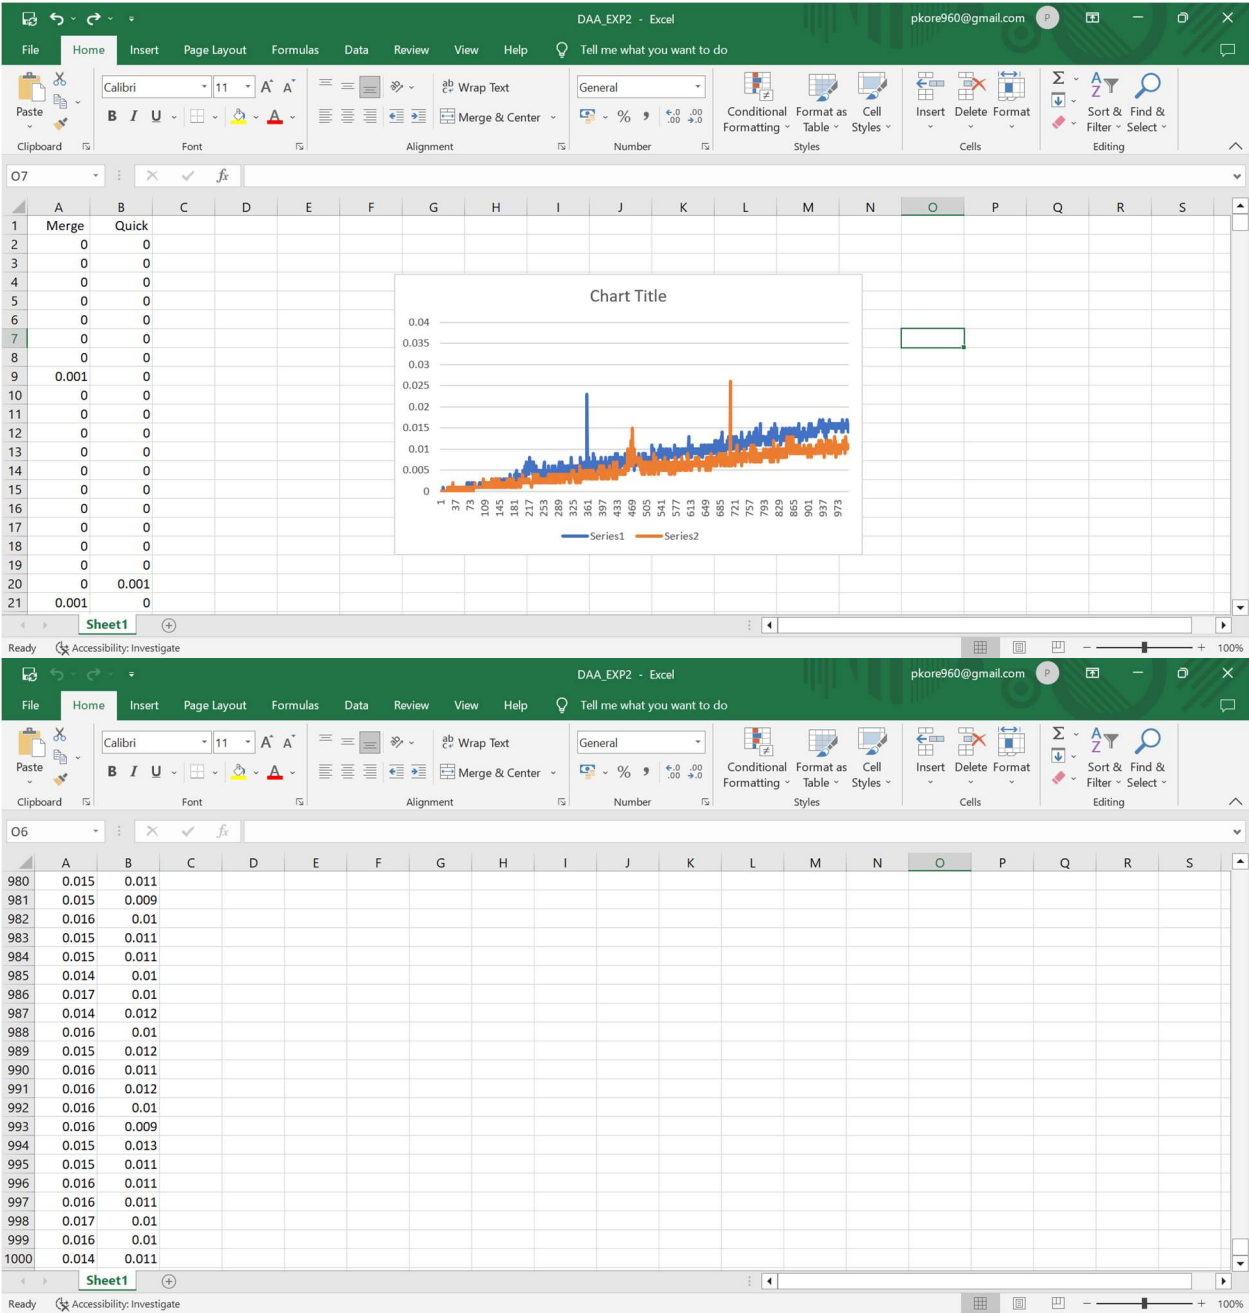 DAA_EXP2 - Excel
pkore960@gmail.com
P
File Home Insert Page Layout Formulas Data Review View Help Tell me what you want to do
Calibri 11 A A ab Wrap Text General
Paste B I U A Merge & Center % Conditional Format as Cell Insert Delete Format Sort & Find &
Formatting Table Styles Filter Select
Clipboard Font Alignment Number Styles Cells Editing
O7 fx
A B C D E F G H I J K L M N O P Q R S
1 Merge Quick
2 0 0
3 0 0
4 0 0
5 0 0
6 0 0
7 0 0
8 0 0
9 0.001 0
10 0 0
11 0 0
12 0 0
13 0 0
14 0 0
15 0 0
16 0 0
17 0 0
18 0 0
19 0 0
20 0 0.001
21 0.001 0
Chart Title
0.04
0.035
0.03
0.025
0.02
0.015
0.01
0.005
0
1 37 73 109 145 181 217 253 289 325 361 397 433 469 505 541 577 613 649 685 721 757 793 829 865 901 937 973
Series1 Series2
Sheet1
Ready Accessibility: Investigate 100%
DAA_EXP2 - Excel
pkore960@gmail.com
P
File Home Insert Page Layout Formulas Data Review View Help Tell me what you want to do
Calibri 11 A A ab Wrap Text General
Paste B I U A Merge & Center % Conditional Format as Cell Insert Delete Format Sort & Find &
Formatting Table Styles Filter Select
Clipboard Font Alignment Number Styles Cells Editing
O6 fx
A B C D E F G H I J K L M N O P Q R S
980 0.015 0.011
981 0.015 0.009
982 0.016 0.01
983 0.015 0.011
984 0.015 0.011
985 0.014 0.01
986 0.017 0.01
987 0.014 0.012
988 0.016 0.01
989 0.015 0.012
990 0.016 0.011
991 0.016 0.012
992 0.016 0.01
993 0.016 0.009
994 0.015 0.013
995 0.015 0.011
996 0.016 0.011
997 0.016 0.011
998 0.017 0.01
999 0.016 0.01
1000 0.014 0.011
Sheet1
Ready Accessibility: Investigate 100%